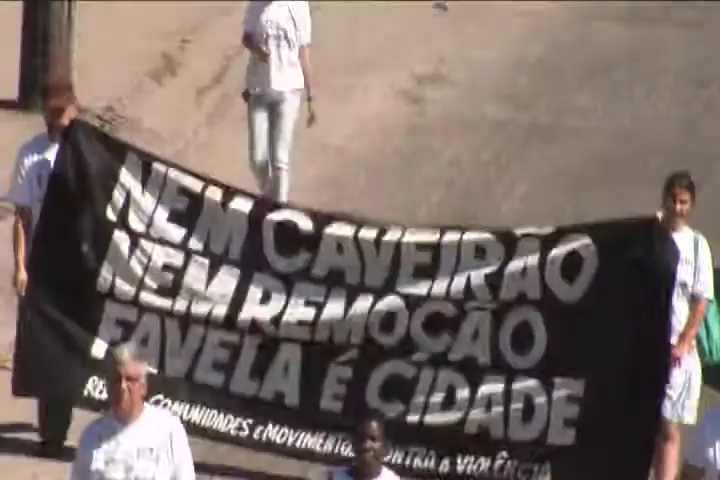 NEM CAVEIRÃO
NEM REMOÇÃO
FAVELA É CIDADE
COMUNIDADES E MOVIMENTOS CONTRA A VIOLÊNCIA